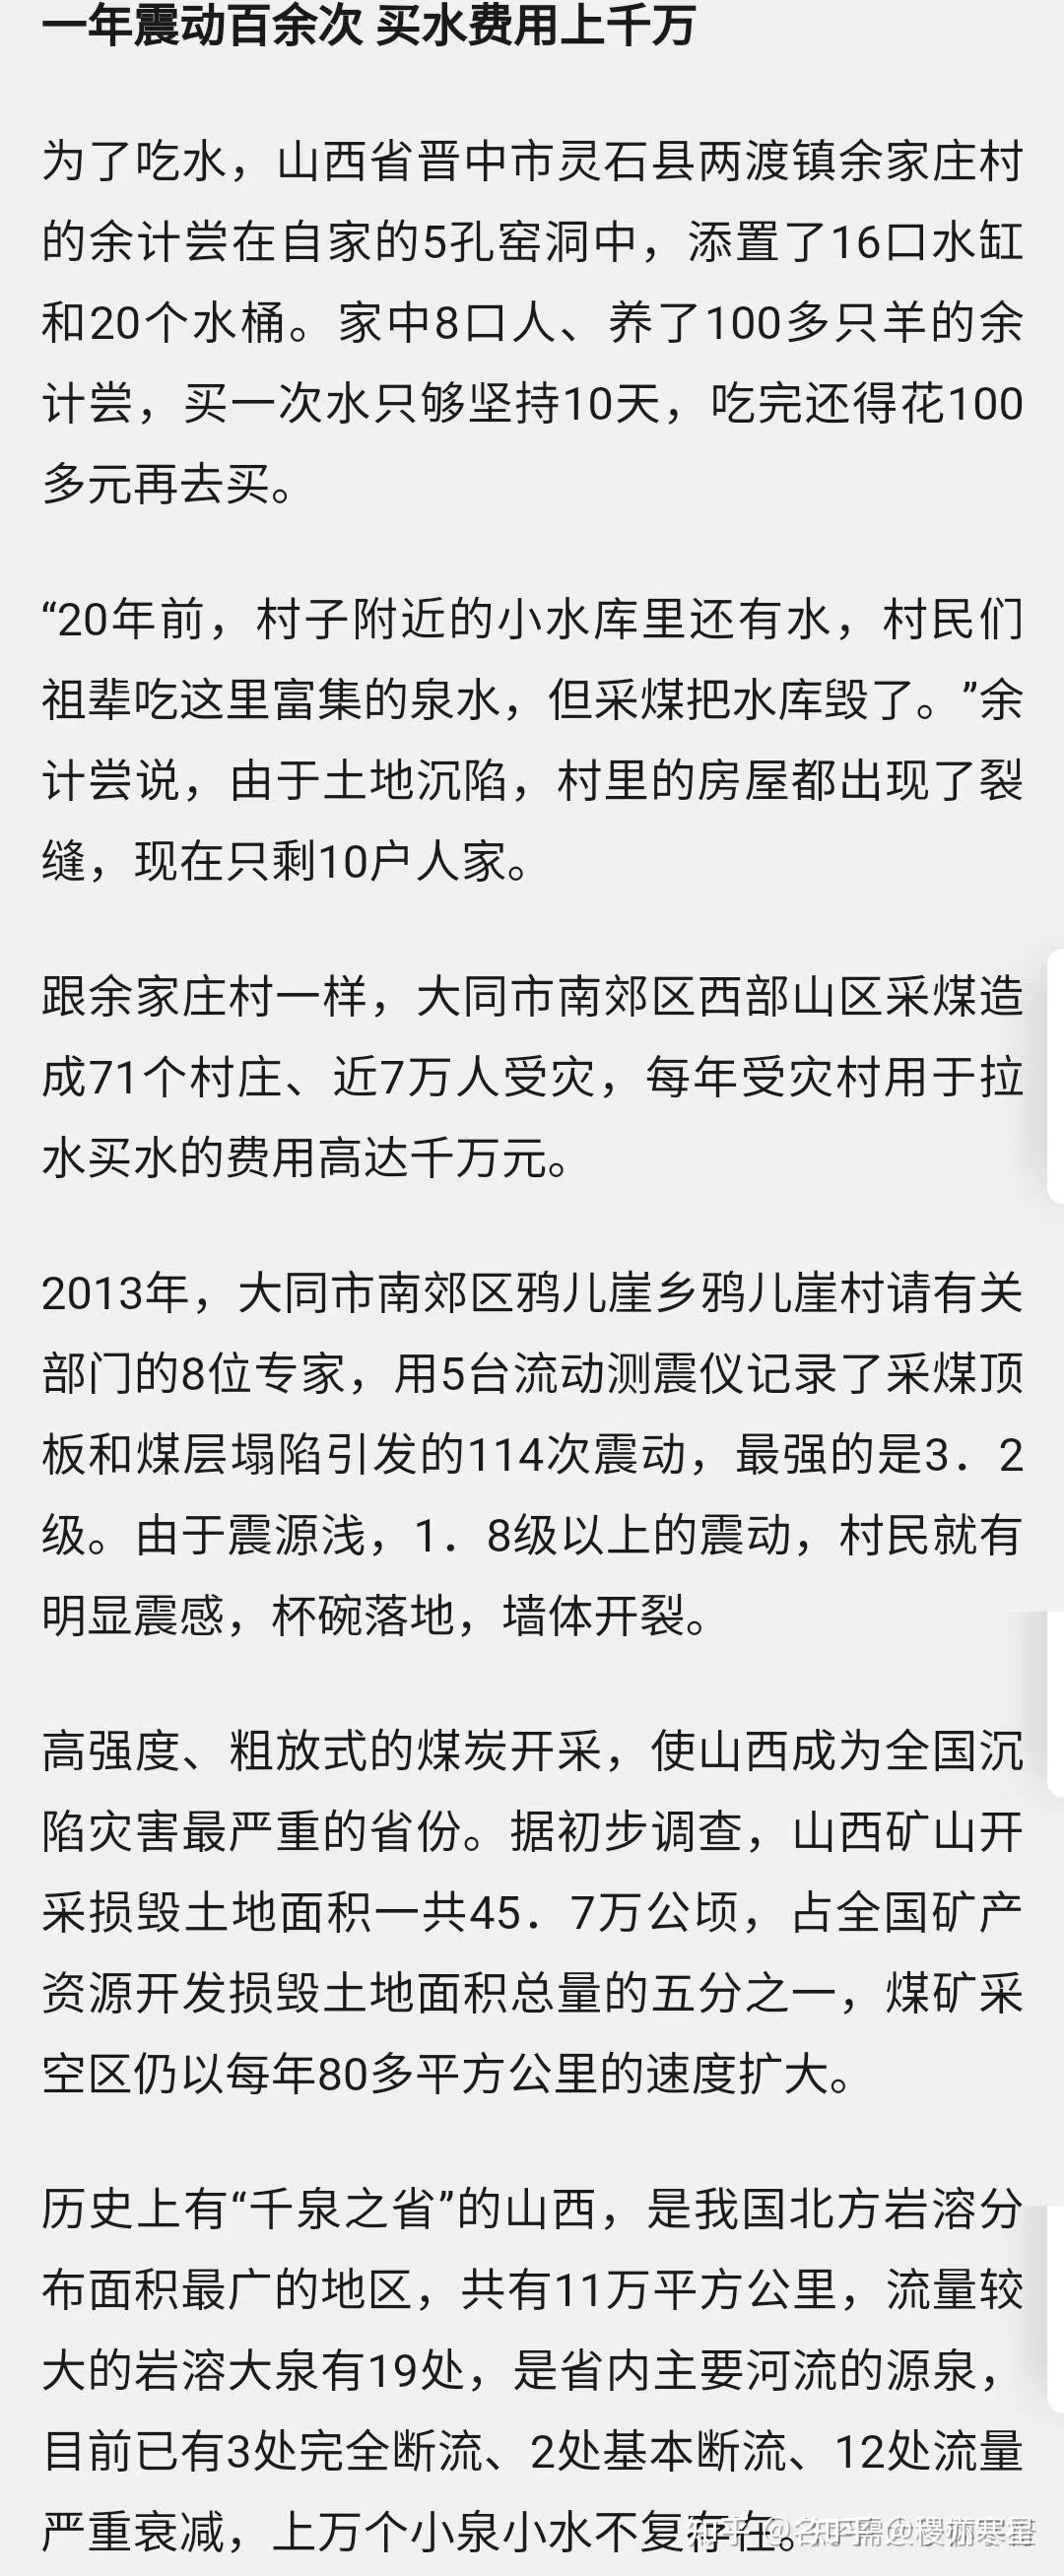 一年震动百余次 买水费用上千万
为了吃水，山西省晋中市灵石县两渡镇余家庄村
的余计尝在自家的5孔窑洞中，添置了16口水缸
和20个水桶。家中8口人、养了100多只羊的余
计尝，买一次水只够坚持10天，吃完还得花100
多元再去买。
“20年前，村子附近的小水库里还有水，村民们
祖辈吃这里富集的泉水，但采煤把水库毁了。”余
计尝说，由于土地沉陷，村里的房屋都出现了裂
缝，现在只剩10户人家。
跟余家庄村一样，大同市南郊区西部山区采煤造
成71个村庄、近7万人受灾，每年受灾村用于拉
水买水的费用高达千万元。
2013年，大同市南郊区鸦儿崖乡鸦儿崖村请有关
部门的8位专家，用5台流动测震仪记录了采煤顶
板和煤层塌陷引发的114次震动，最强的是3．2
级。由于震源浅，1．8级以上的震动，村民就有
明显震感，杯碗落地，墙体开裂。
高强度、粗放式的煤炭开采，使山西成为全国沉
陷灾害最严重的省份。据初步调查，山西矿山开
采损毁土地面积一共45．7万公顷，占全国矿产
资源开发损毁土地面积总量的五分之一，煤矿采
空区仍以每年80多平方公里的速度扩大。
历史上有“千泉之省”的山西，是我国北方岩溶分
布面积最广的地区，共有11万平方公里，流量较
大的岩溶大泉有19处，是省内主要河流的源泉，
目前已有3处完全断流、2处基本断流、12处流量
严重衰减，上万个小泉小水不复存在。
知乎